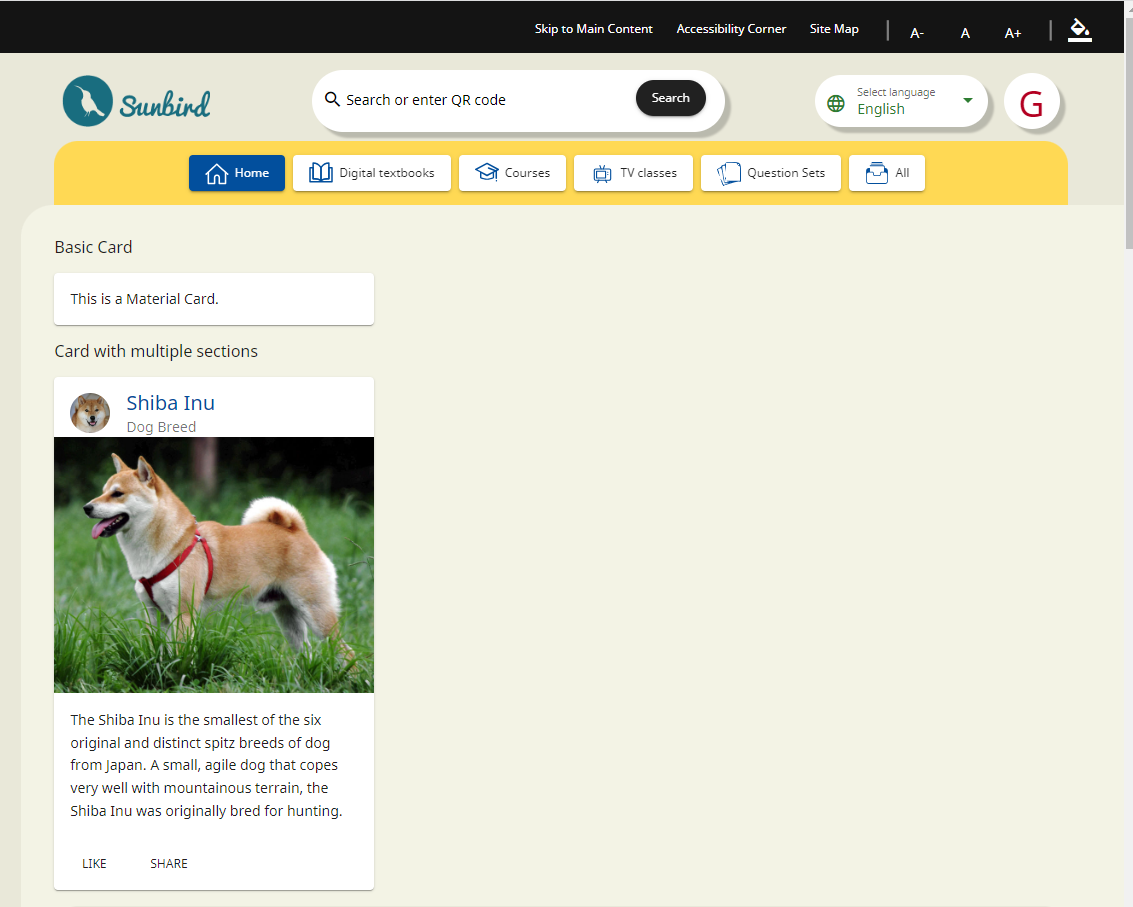 Skip to Main Content Accessibility Corner Site Map | A- A A+ |
Sunbird
Search or enter QR code Search
Select language
English
G
Home Digital textbooks Courses TV classes Question Sets All
Basic Card
This is a Material Card.
Card with multiple sections
Shiba Inu
Dog Breed
The Shiba Inu is the smallest of the six
original and distinct spitz breeds of dog
from Japan. A small, agile dog that copes
very well with mountainous terrain, the
Shiba Inu was originally bred for hunting.
LIKE SHARE